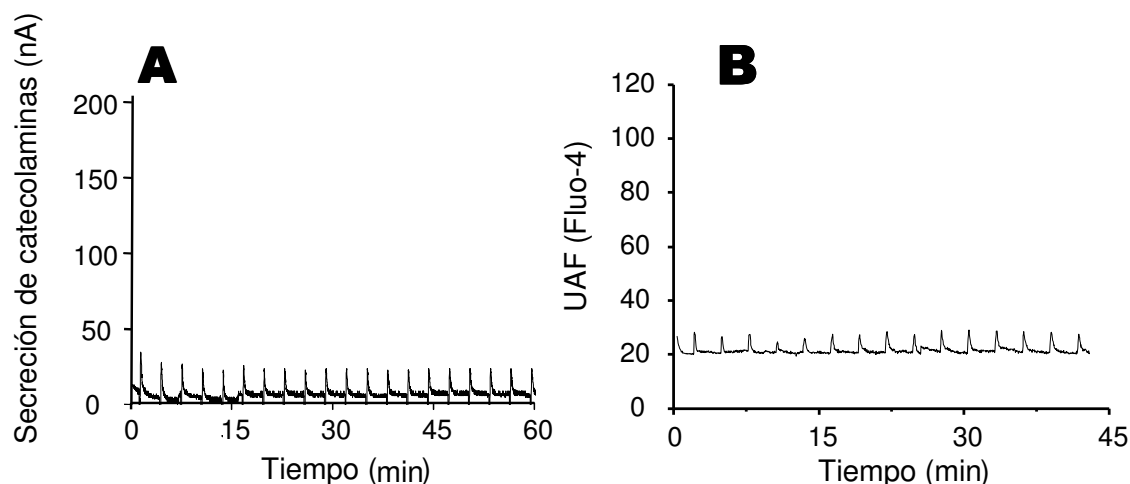 A
Secreción de catecolaminas (nA)
200
150
100
50
0
0 15 30 45 60
Tiempo (min)
B
UAF (Fluo-4)
120
100
80
60
40
20
0
0 15 30 45
Tiempo (min)